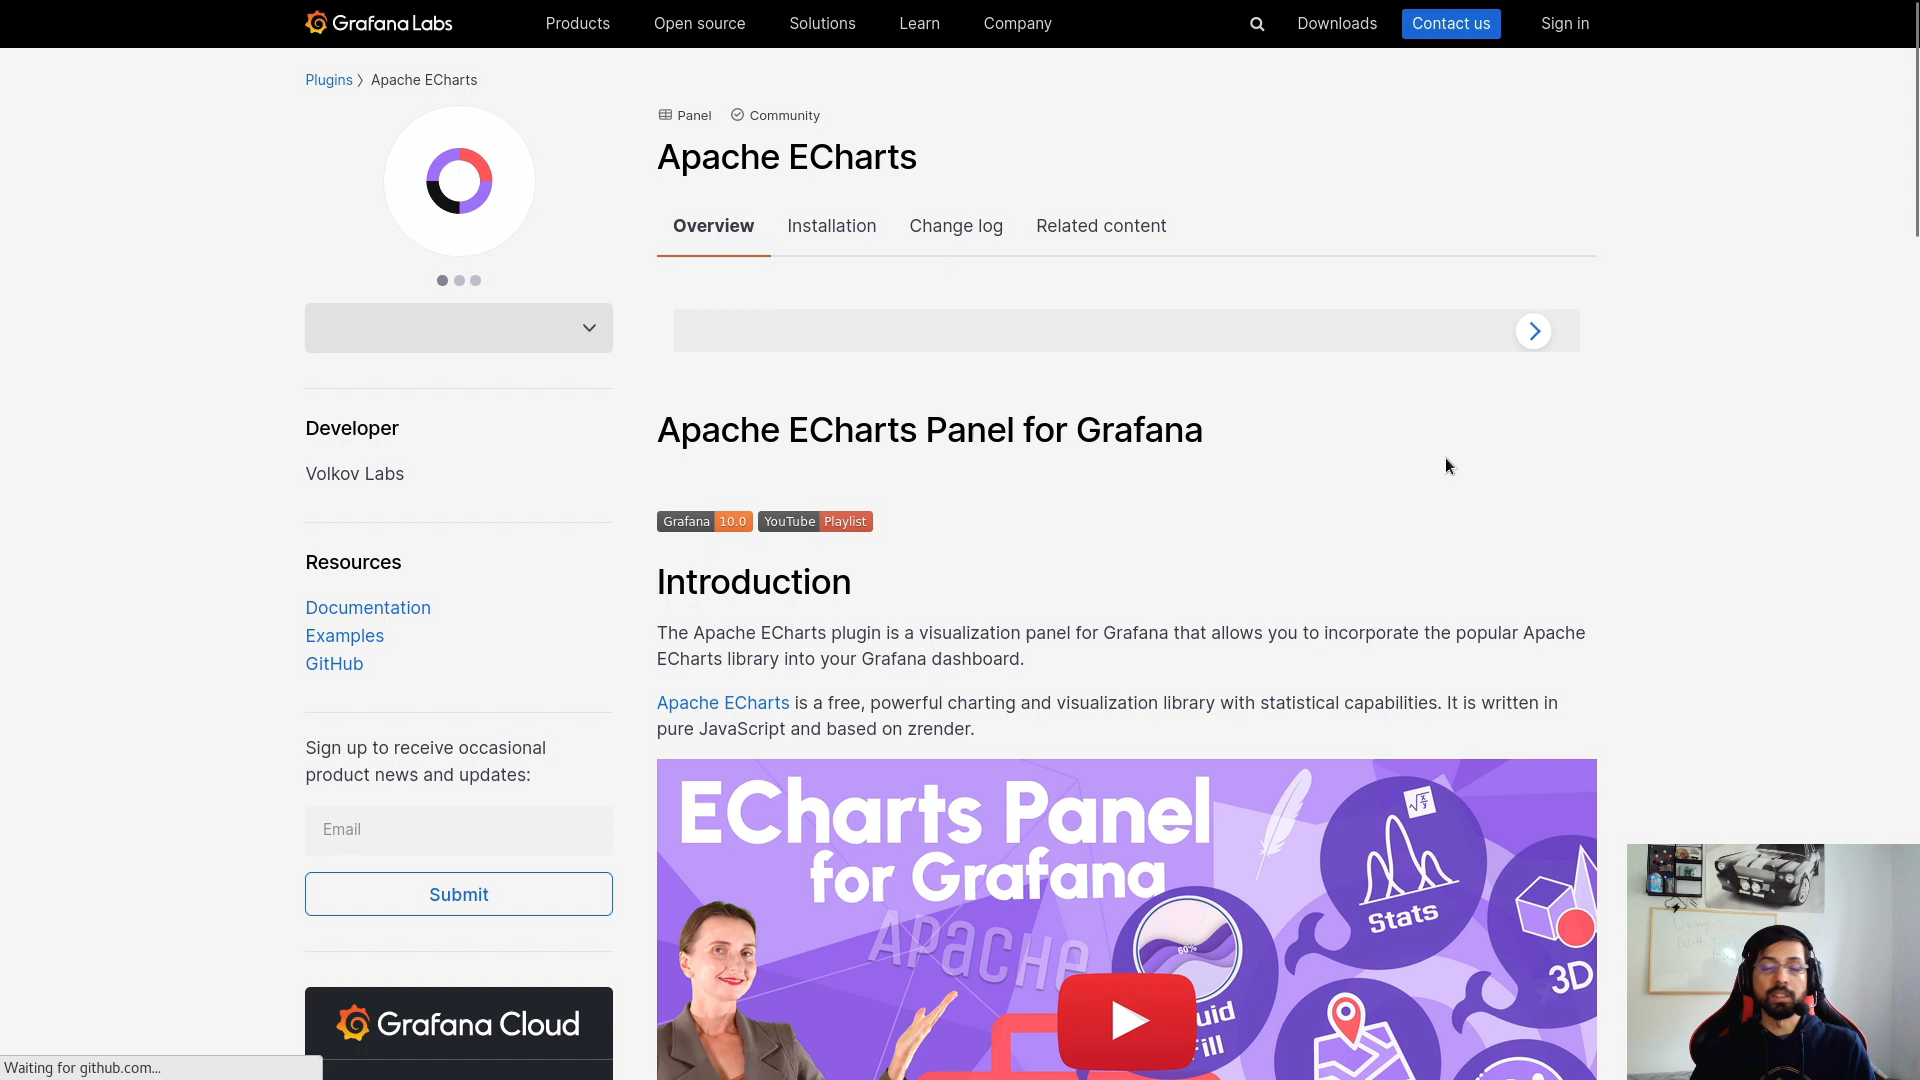 Grafana Labs
Products
Open source
Solutions
Learn
Company
Downloads
Contact us
Sign in
Plugins 〉 Apache ECharts
Panel
Community
Apache ECharts
Overview
Installation
Change log
Related content
Developer
Volkov Labs
Resources
Documentation
Examples
GitHub
Sign up to receive occasional
product news and updates:
Email
Submit
Grafana Cloud
Apache ECharts Panel for Grafana
Grafana 10.0
YouTube Playlist
Introduction
The Apache ECharts plugin is a visualization panel for Grafana that allows you to incorporate the popular Apache
ECharts library into your Grafana dashboard.
Apache ECharts is a free, powerful charting and visualization library with statistical capabilities. It is written in
pure JavaScript and based on zrender.
ECharts Panel
for Grafana
APACHE
60%
Stats
3D
Waiting for github.com...